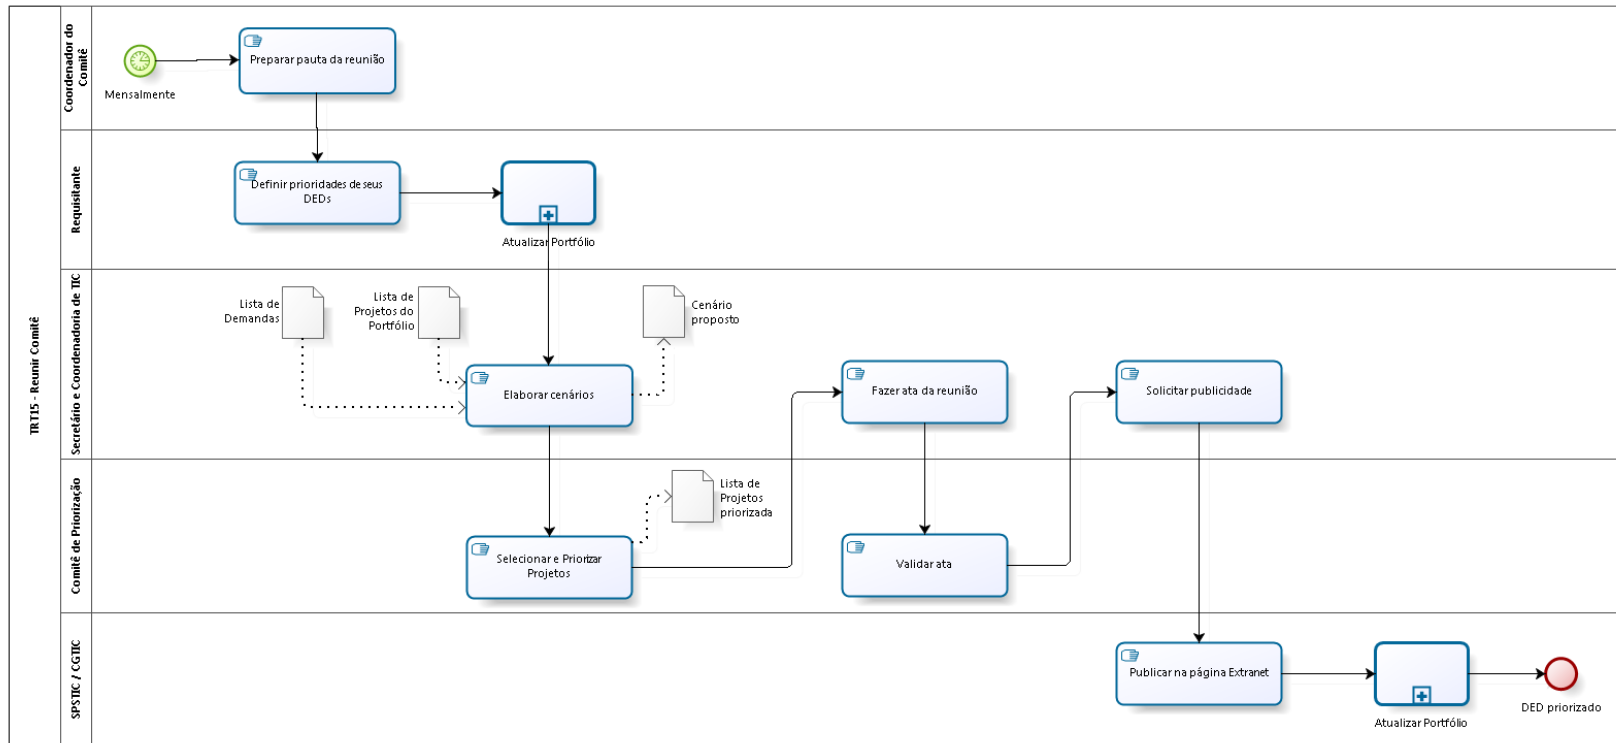 TRT15 - Reunir Comitê
Coordenador do
Comitê
Mensalmente
Preparar pauta da reunião
Requisitante
Definir prioridades de seus
DEDs
Atualizar Portfólio
Secretário e Coordenadoria de TIC
Lista de
Demandas
Lista de
Projetos do
Portfólio
Cenário
proposto
Elaborar cenários
Fazer ata da reunião
Solicitar publicidade
Comitê de Priorização
Lista de
Projetos
priorizada
Selecionar e Priorizar
Projetos
Validar ata
SPSTIC / CGTIC
Publicar na página Extranet
Atualizar Portfólio
DED priorizado